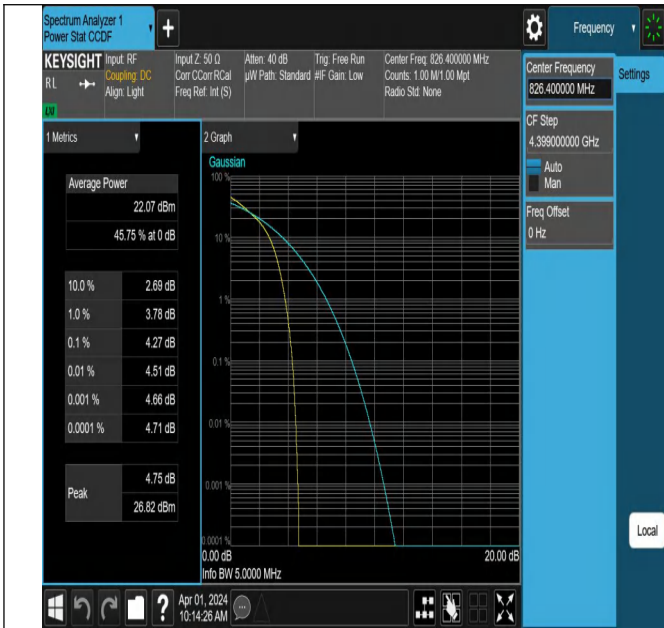 Spectrum Analyzer 1
Power Stat CCDF
Frequency
KEYSIGHT
RL
LXI
Input: RF
Coupling: DC
Align: Light
Input Z: 50 Ω
Corr CCorr RCal
Freq Ref: Int (S)
Atten: 40 dB
µW Path: Standard
Trig: Free Run
#IF Gain: Low
Center Freq: 826.400000 MHz
Counts: 1.00 M/1.00 Mpt
Radio Std: None
Center Frequency
826.400000 MHz
Settings
CF Step
4.399000000 GHz
Auto
Man
Freq Offset
0 Hz
Local
1 Metrics
Average Power
22.07 dBm
45.75 % at 0 dB
10.0 % 2.69 dB
1.0 % 3.78 dB
0.1 % 4.27 dB
0.01 % 4.51 dB
0.001 % 4.66 dB
0.0001 % 4.71 dB
Peak
4.75 dB
26.82 dBm
2 Graph
Gaussian
100 %
10 %
1 %
0.1 %
0.01 %
0.001 %
0.0001 %
0.00 dB
20.00 dB
Info BW 5.0000 MHz
?
Apr 01, 2024
10:14:26 AM